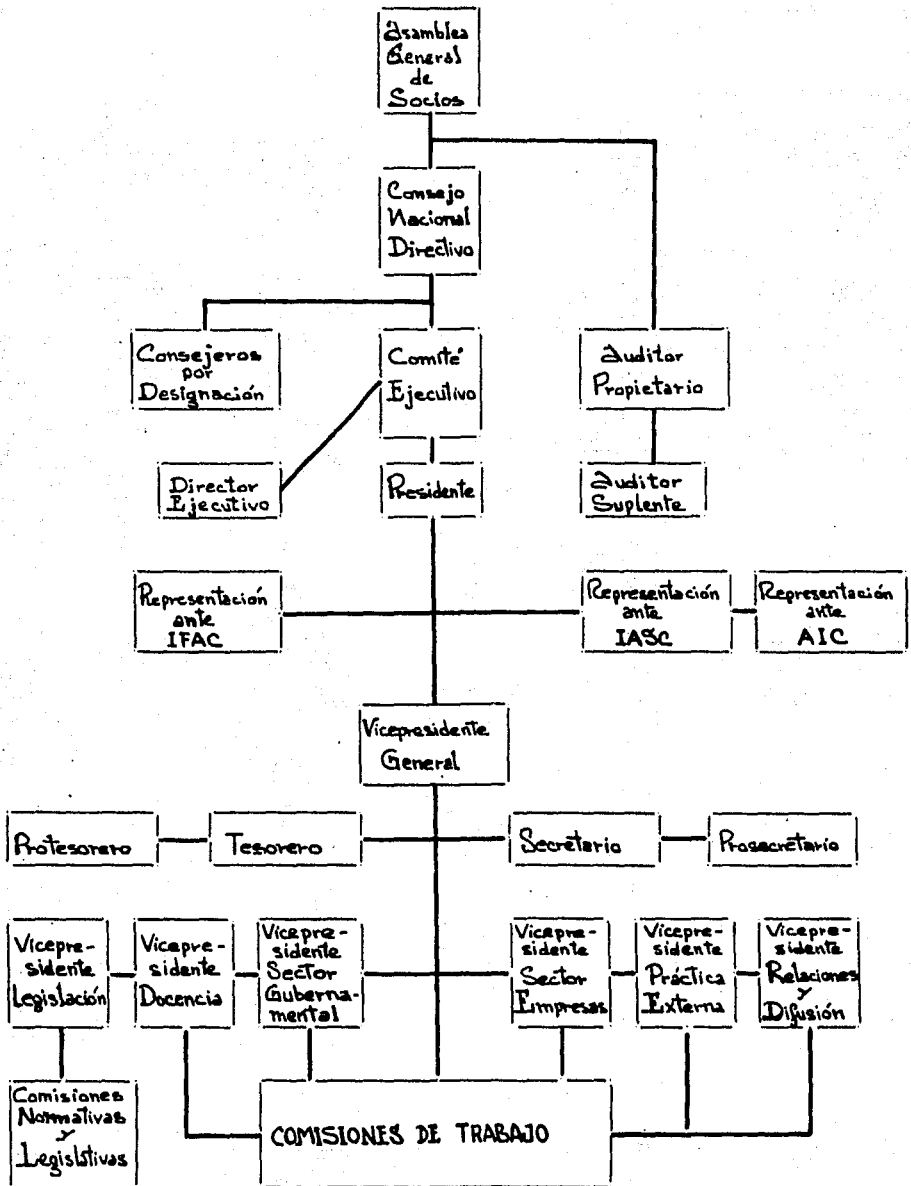 Asamblea
General
de
Socios
Consejo
Nacional
Directivo
Consejeros
por
Designación
Comité
Ejecutivo
Auditor
Propietario
Director
Ejecutivo
Presidente
Auditor
Suplente
Representación
ante
IFAC
Representación
ante
IASC
Representación
ante
AIC
Vicepresidente
General
Protesorero
Tesorero
Secretario
Prosecretario
Vicepre-
sidente
Legislación
Vicepre-
sidente
Docencia
Vicepre-
sidente
Sector
Guberna-
mental
Vicepre-
sidente
Sector
Empresas
Vicepre-
sidente
Práctica
Externa
Vicepre-
sidente
Relaciones
y
Difusión
Comisiones
Normativas
y
Legislativas
COMISIONES DE TRABAJO